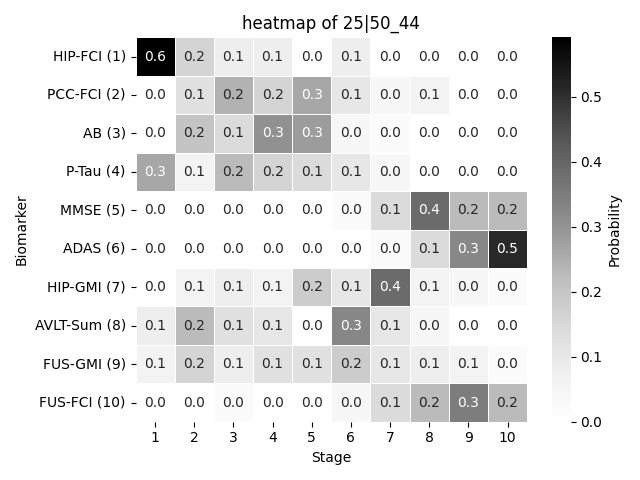 heatmap of 25|50_44
HIP-FCI (1) 0.6 0.2 0.1 0.1 0.0 0.1 0.0 0.0 0.0 0.0
PCC-FCI (2) 0.0 0.1 0.2 0.2 0.3 0.1 0.0 0.1 0.0 0.0
AB (3) 0.0 0.2 0.1 0.3 0.3 0.0 0.0 0.0 0.0 0.0
P-Tau (4) 0.3 0.1 0.2 0.2 0.1 0.1 0.0 0.0 0.0 0.0
MMSE (5) 0.0 0.0 0.0 0.0 0.0 0.0 0.1 0.4 0.2 0.2
ADAS (6) 0.0 0.0 0.0 0.0 0.0 0.0 0.0 0.1 0.3 0.5
HIP-GMI (7) 0.0 0.1 0.1 0.1 0.2 0.1 0.4 0.1 0.0 0.0
AVLT-Sum (8) 0.1 0.2 0.1 0.1 0.0 0.3 0.1 0.0 0.0 0.0
FUS-GMI (9) 0.1 0.2 0.1 0.1 0.1 0.2 0.1 0.1 0.1 0.0
FUS-FCI (10) 0.0 0.0 0.0 0.0 0.0 0.0 0.1 0.2 0.3 0.2
1 2 3 4 5 6 7 8 9 10
Stage
Biomarker
0.5
0.4
0.3
0.2
0.1
0.0
Probability